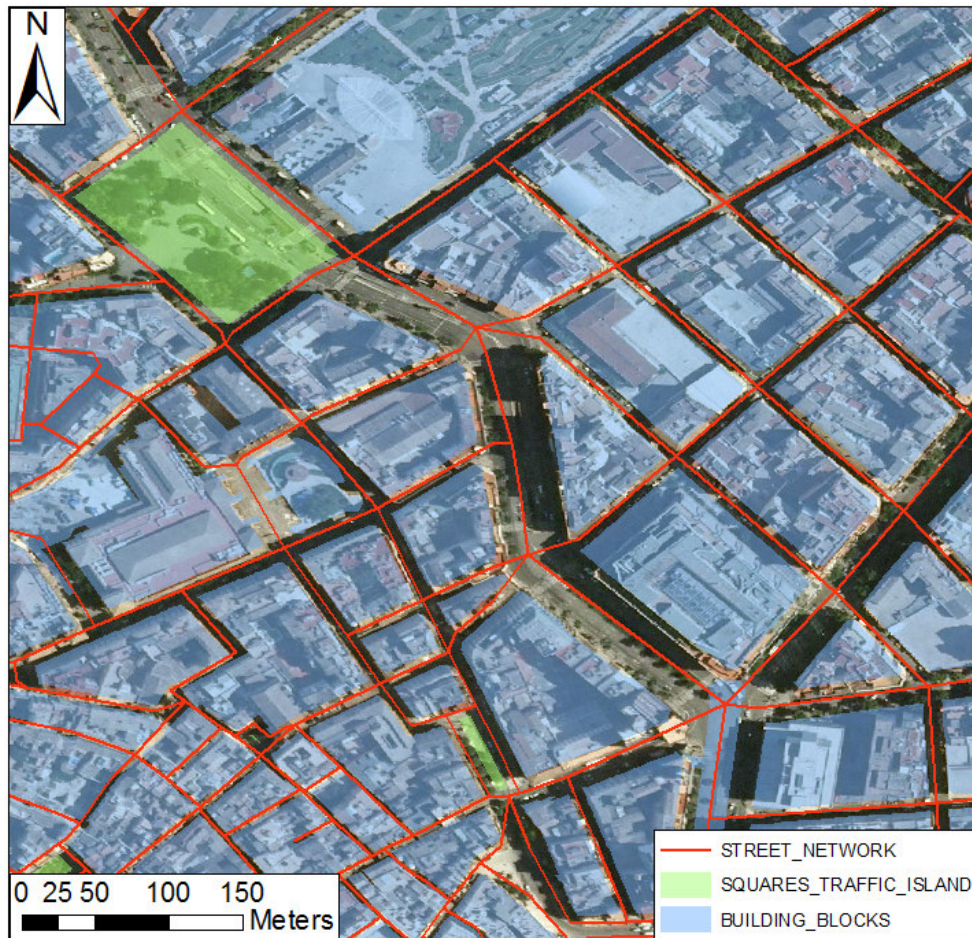 N
0 25 50 100 150
Meters
STREET_NETWORK
SQUARES_TRAFFIC_ISLAND
BUILDING_BLOCKS